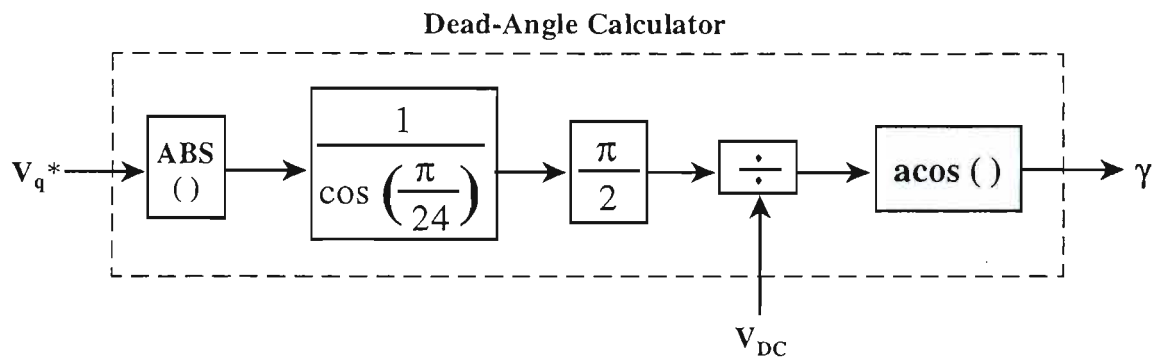 Dead-Angle Calculator
V_q*
ABS
( )
1
cos (π/24)
π
2
÷
acos ( )
γ
V_DC